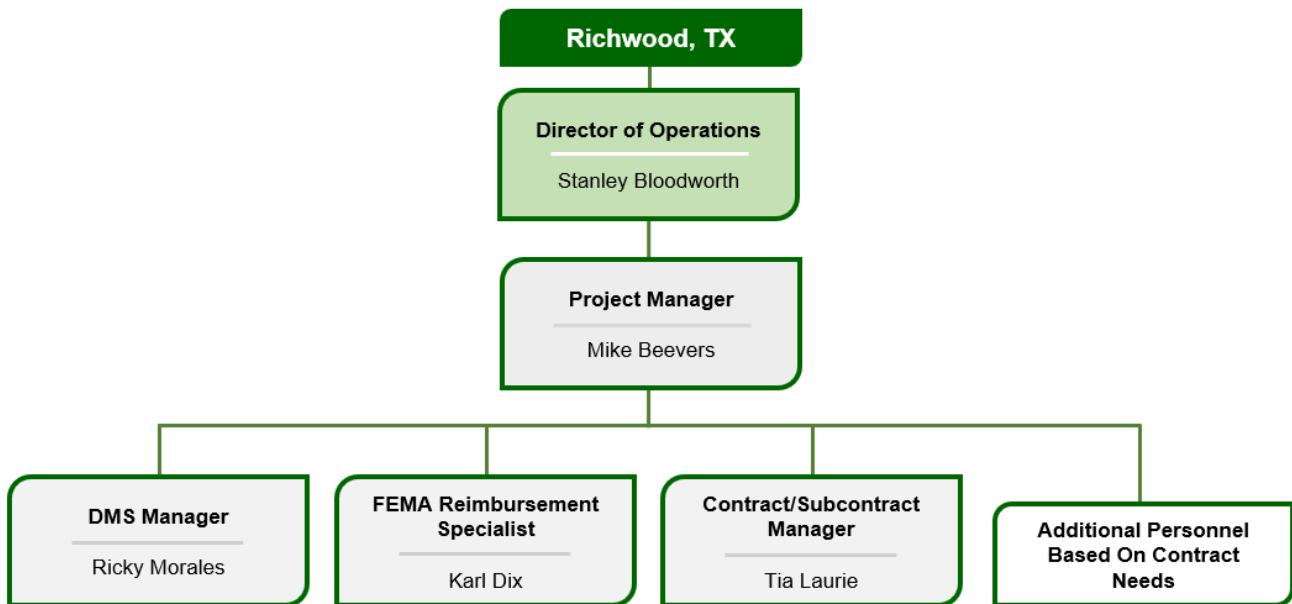 Richwood, TX
Director of Operations
Stanley Bloodworth
Project Manager
Mike Beevers
DMS Manager
Ricky Morales
FEMA Reimbursement
Specialist
Karl Dix
Contract/Subcontract
Manager
Tia Laurie
Additional Personnel
Based On Contract
Needs